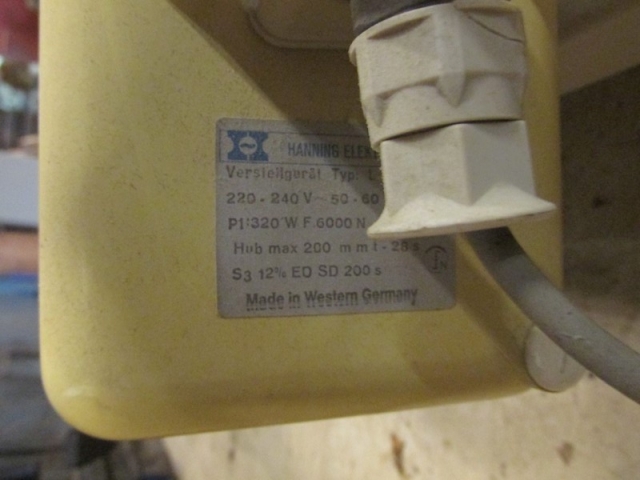 HANNING ELEKT
Verstellgerät Typ: L
220-240 V~ 50-60
P1:320 W F.6000 N
Hub max 200 mm t-28 s
S3 12% ED SD 200 s
N
Made in Western Germany